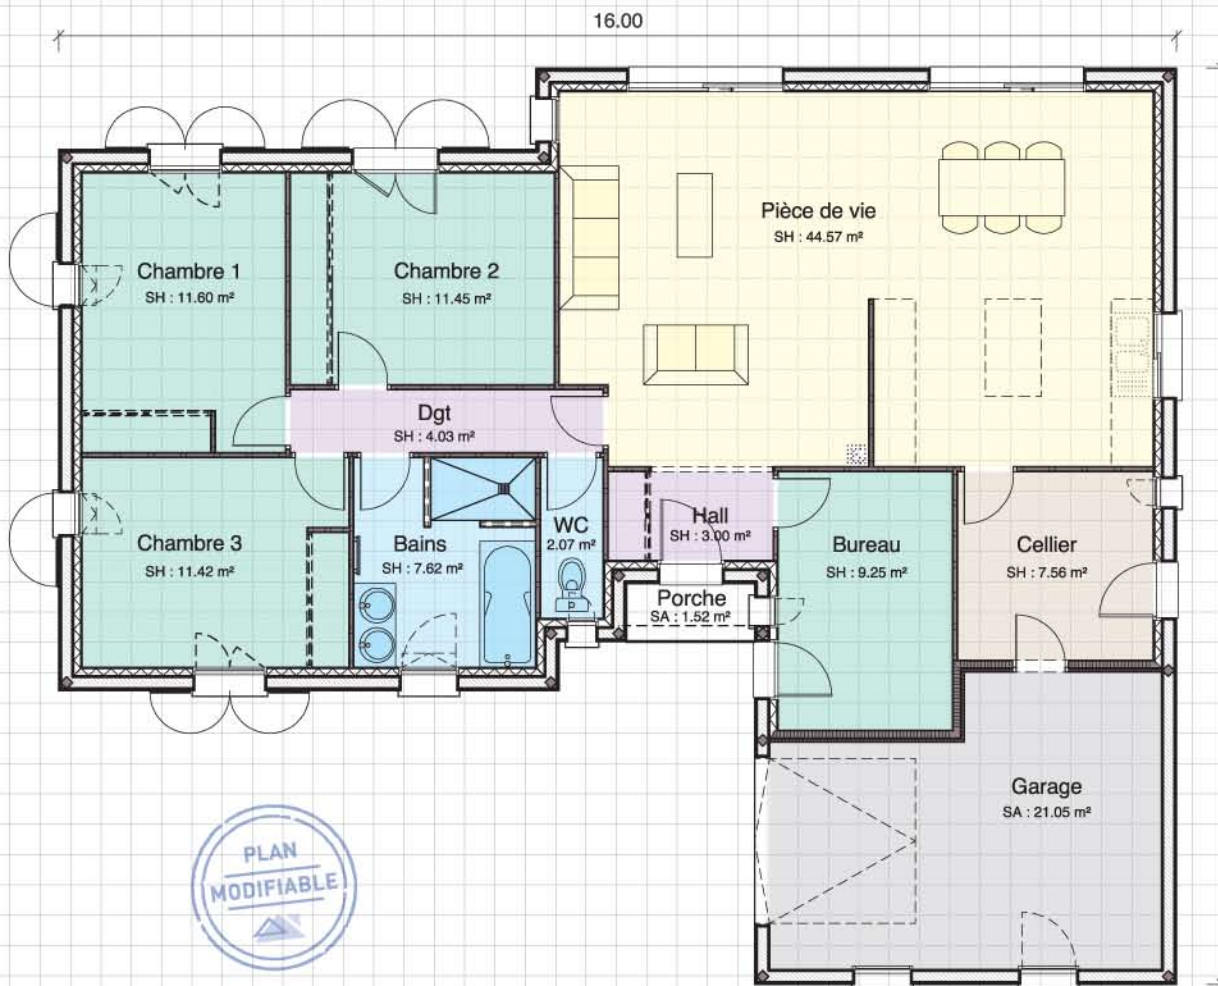 16.00
Pièce de vie
SH : 44.57 m²
Chambre 1
SH : 11.60 m²
Chambre 2
SH : 11.45 m²
Dgt
SH : 4.03 m²
Chambre 3
SH : 11.42 m²
Bains
SH : 7.62 m²
WC
2.07 m²
Hall
SH : 3.00 m²
Porche
SA : 1.52 m²
Bureau
SH : 9.25 m²
Cellier
SH : 7.56 m²
Garage
SA : 21.05 m²
PLAN
MODIFIABLE